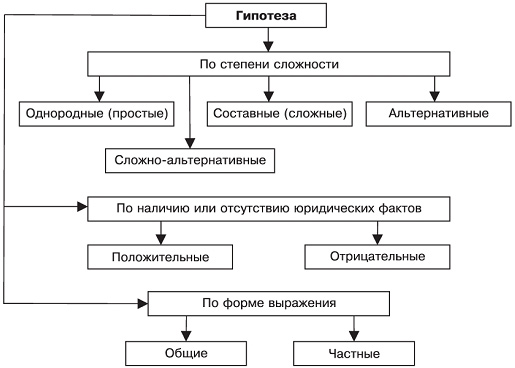 Гипотеза
По степени сложности
Однородные (простые)
Составные (сложные)
Альтернативные
Сложно-альтернативные
По наличию или отсутствию юридических фактов
Положительные
Отрицательные
По форме выражения
Общие
Частные